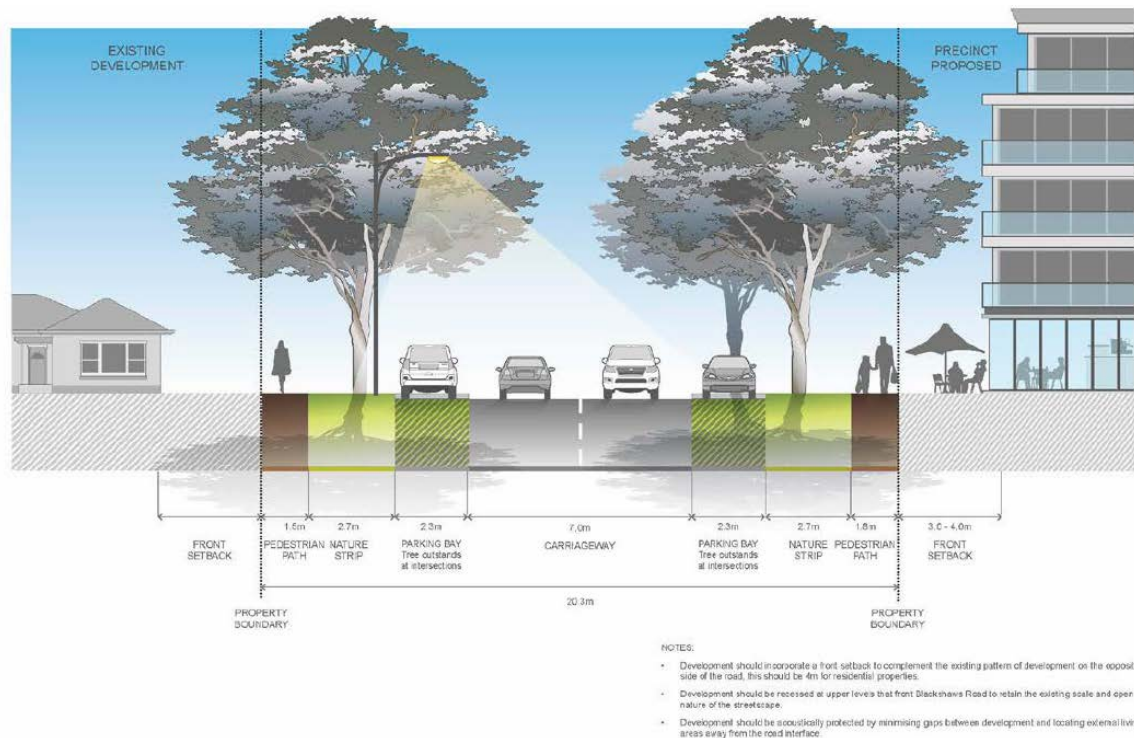 EXISTING
DEVELOPMENT
PRECINCT
PROPOSED
1.5m
2.7m
2.3m
7.0m
2.3m
2.7m
1.8m
3.0 - 4.0m
FRONT
SETBACK
PEDESTRIAN
PATH
NATURE
STRIP
PARKING BAY
Tree outstands
at intersections
CARRIAGEWAY
PARKING BAY
Tree outstands
at intersections
NATURE
STRIP
PEDESTRIAN
PATH
FRONT
SETBACK
20.3m
PROPERTY
BOUNDARY
PROPERTY
BOUNDARY
NOTES:
• Development should incorporate a front setback to complement the existing pattern of development on the opposit
side of the road, this should be 4m for residential properties.
• Development should be recessed at upper levels that front Blackshaws Road to retain the existing scale and open
nature of the streetscape.
• Development should be acoustically protected by minimising gaps between development and locating external livi
areas away from the road interface.